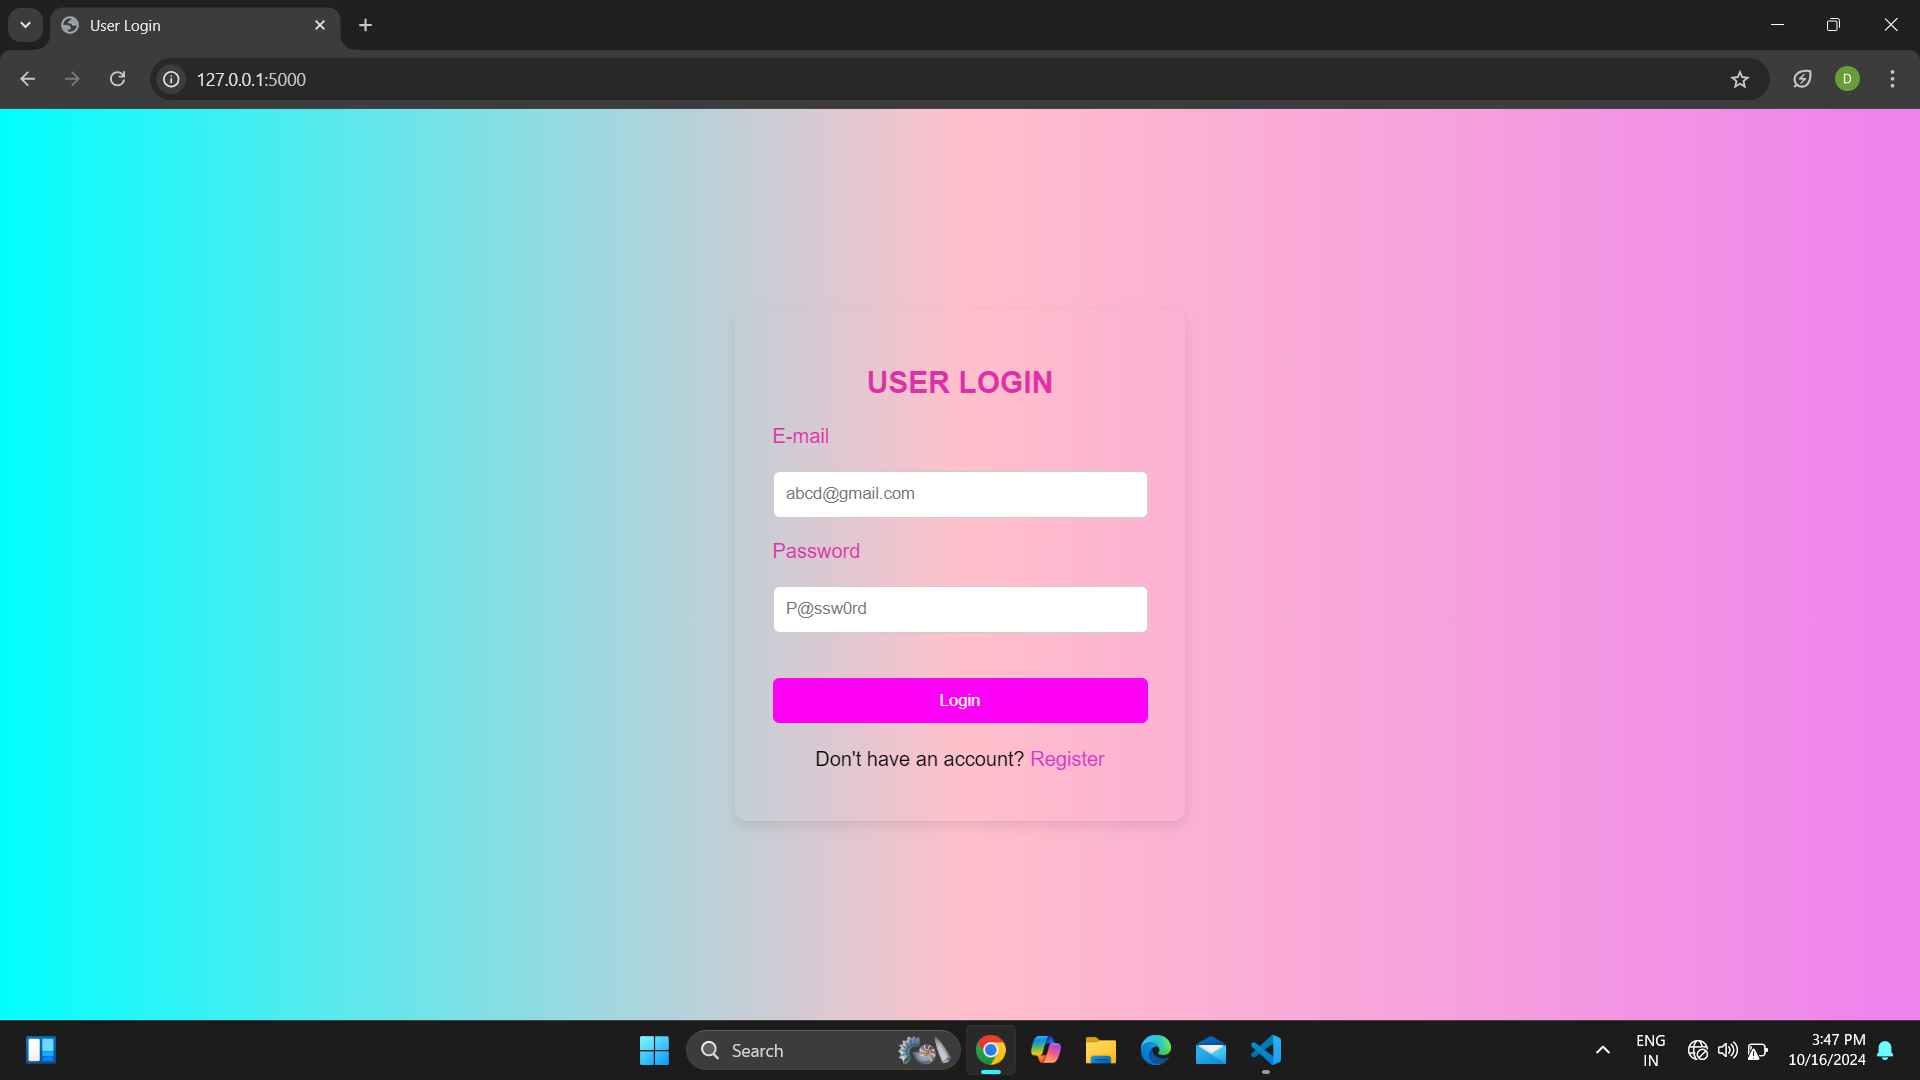 User Login
127.0.0.1:5000
D
USER LOGIN
E-mail
abcd@gmail.com
Password
P@ssw0rd
Login
Don't have an account? Register
Search
ENG
IN
3:47 PM
10/16/2024